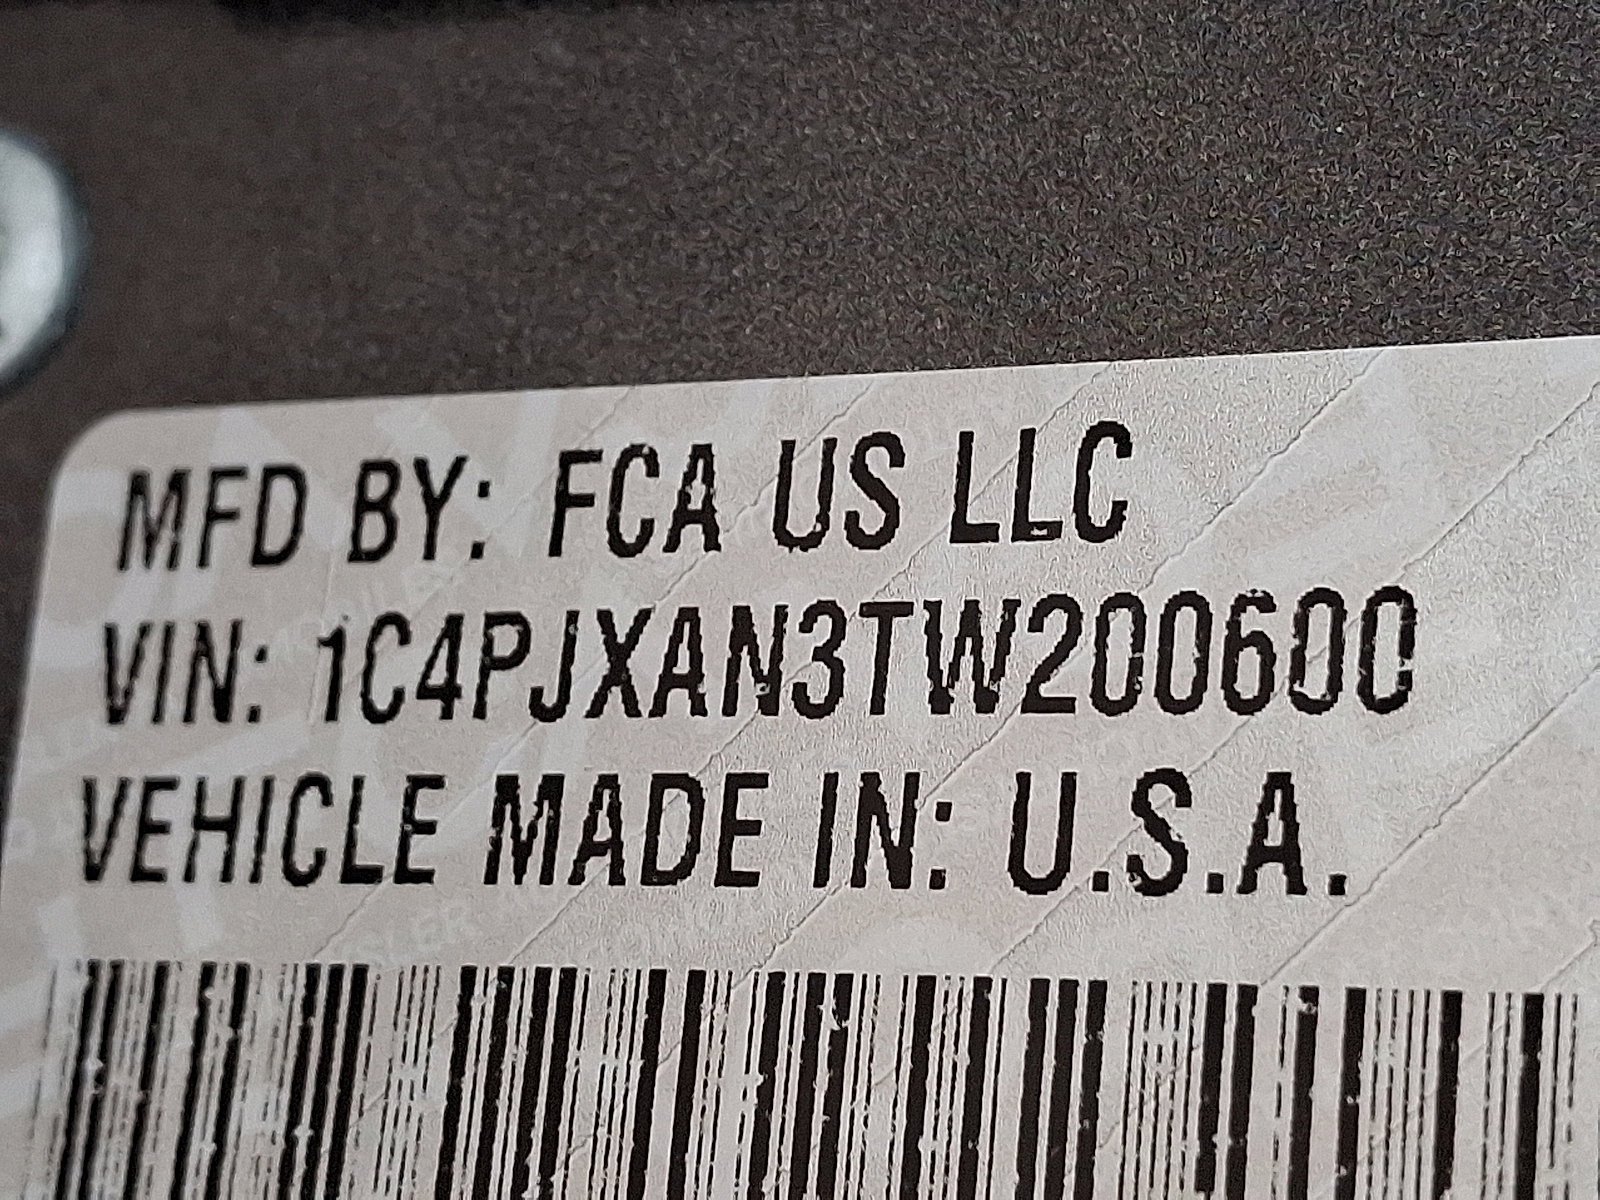 MFD BY: FCA US LLC
VIN: 1C4PJXAN3TW200600
VEHICLE MADE IN: U.S.A.